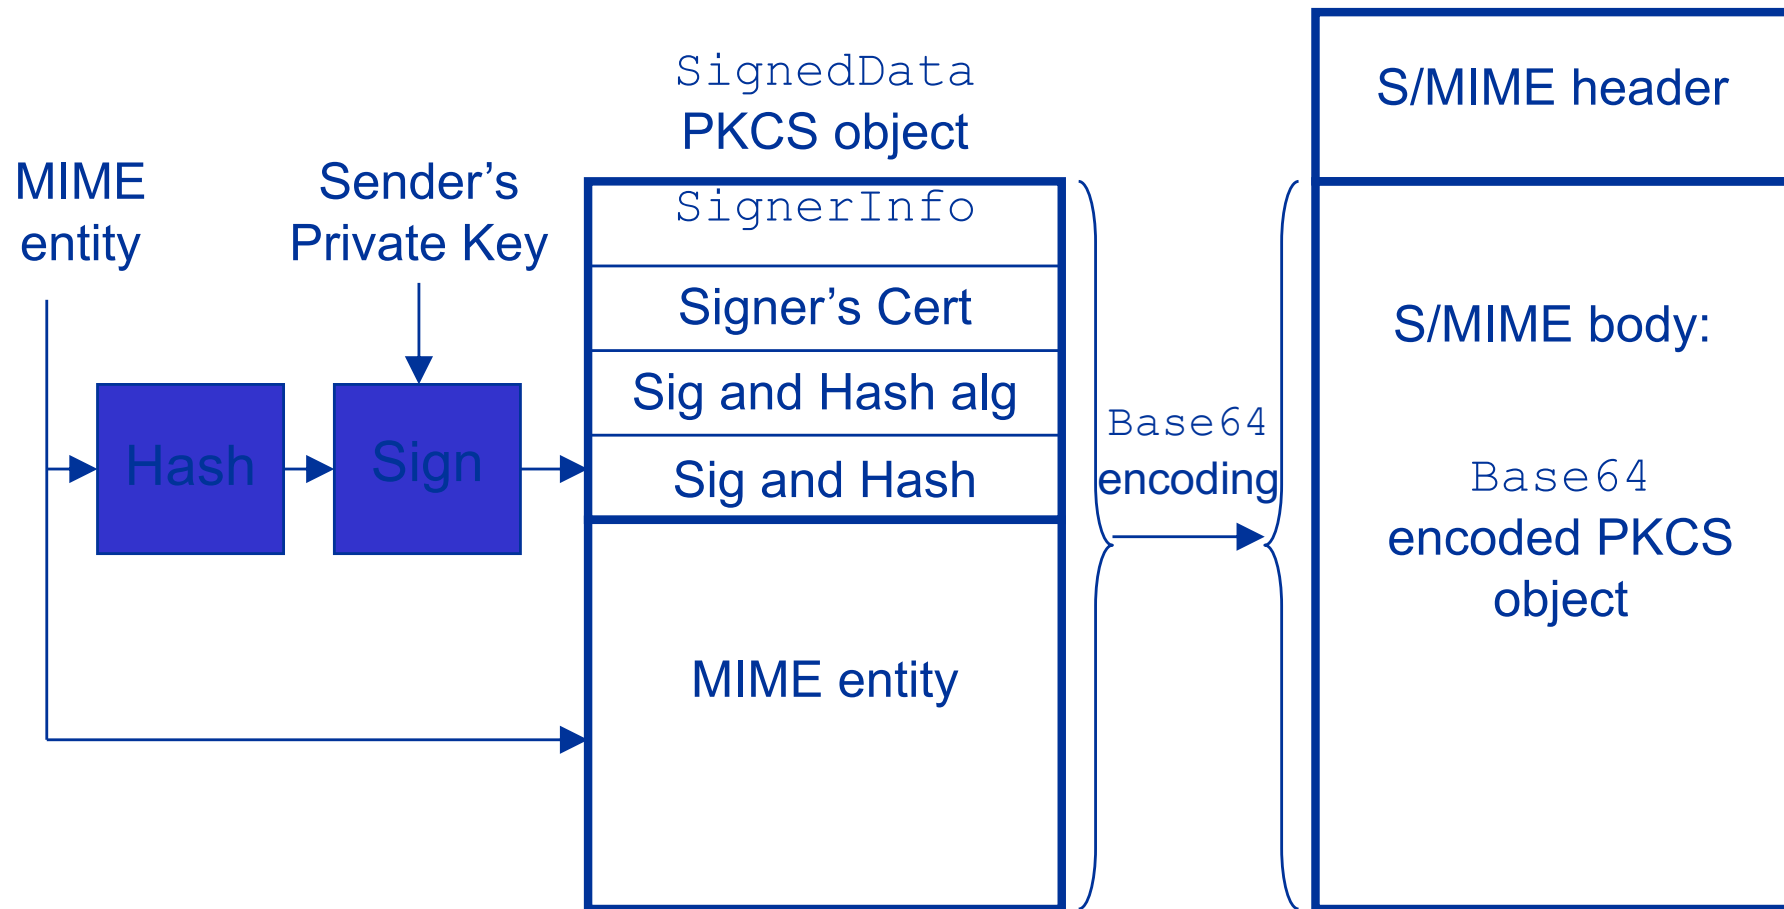 MIME
entity
Sender’s
Private Key
Hash
Sign
SignedData
PKCS object
SignerInfo
Signer’s Cert
Sig and Hash alg
Sig and Hash
MIME entity
Base64
encoding
S/MIME header
S/MIME body:
Base64
encoded PKCS
object